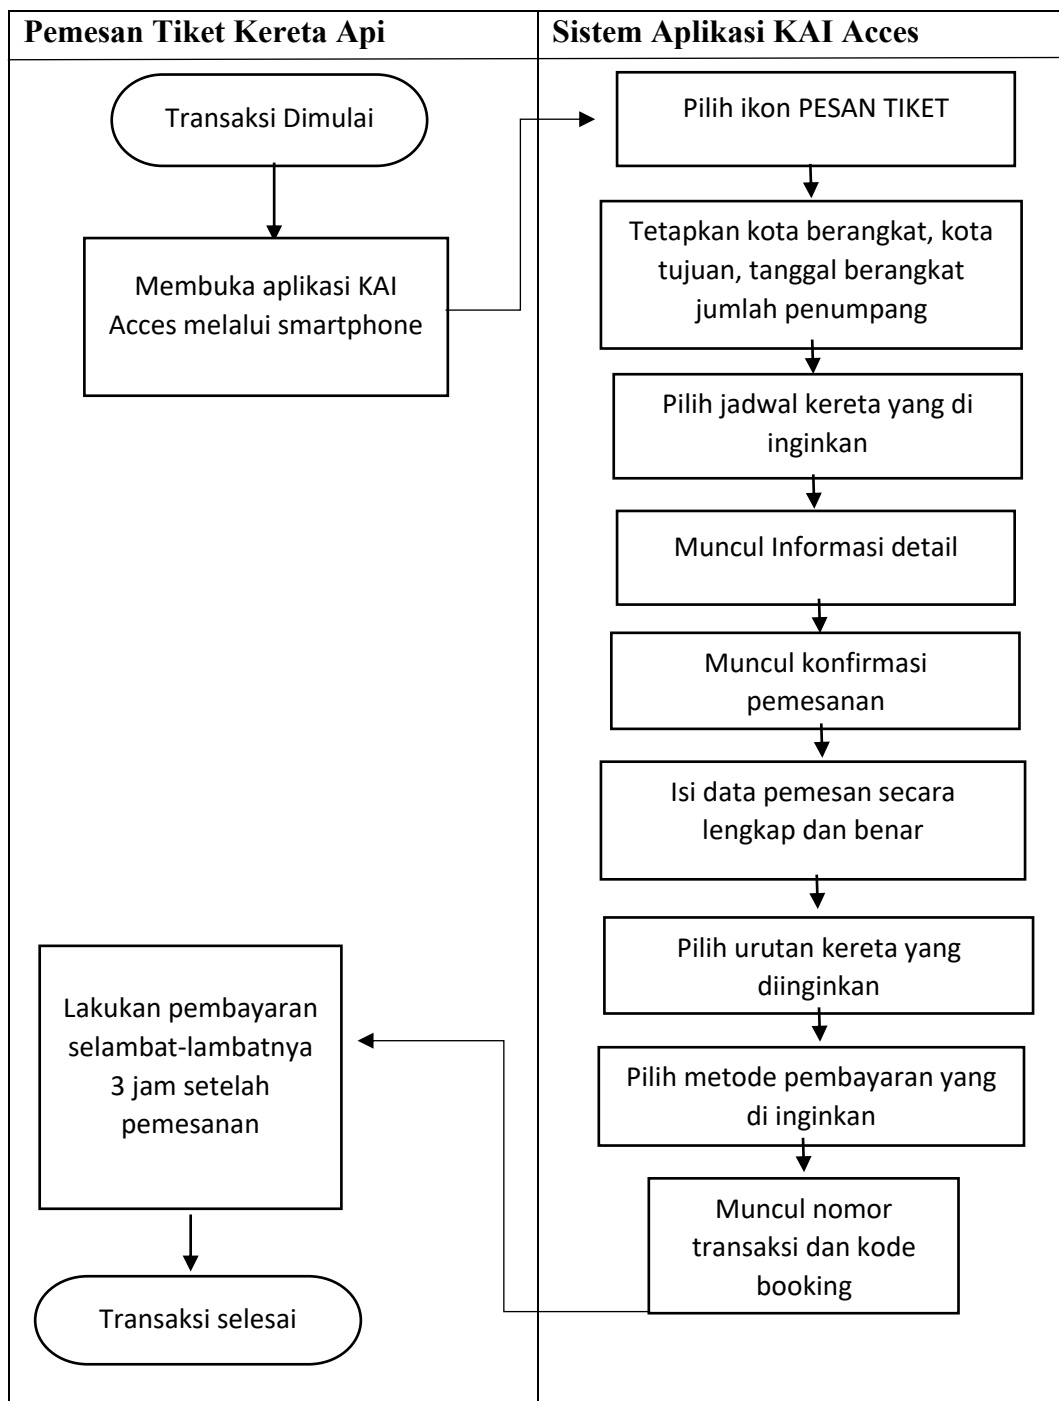 Pemesan Tiket Kereta Api
Sistem Aplikasi KAI Acces
Transaksi Dimulai
Membuka aplikasi KAI
Acces melalui smartphone
Pilih ikon PESAN TIKET
Tetapkan kota berangkat, kota
tujuan, tanggal berangkat
jumlah penumpang
Pilih jadwal kereta yang di
inginkan
Muncul Informasi detail
Muncul konfirmasi
pemesanan
Isi data pemesan secara
lengkap dan benar
Pilih urutan kereta yang
diinginkan
Pilih metode pembayaran yang
di inginkan
Muncul nomor
transaksi dan kode
booking
Lakukan pembayaran
selambat-lambatnya
3 jam setelah
pemesanan
Transaksi selesai